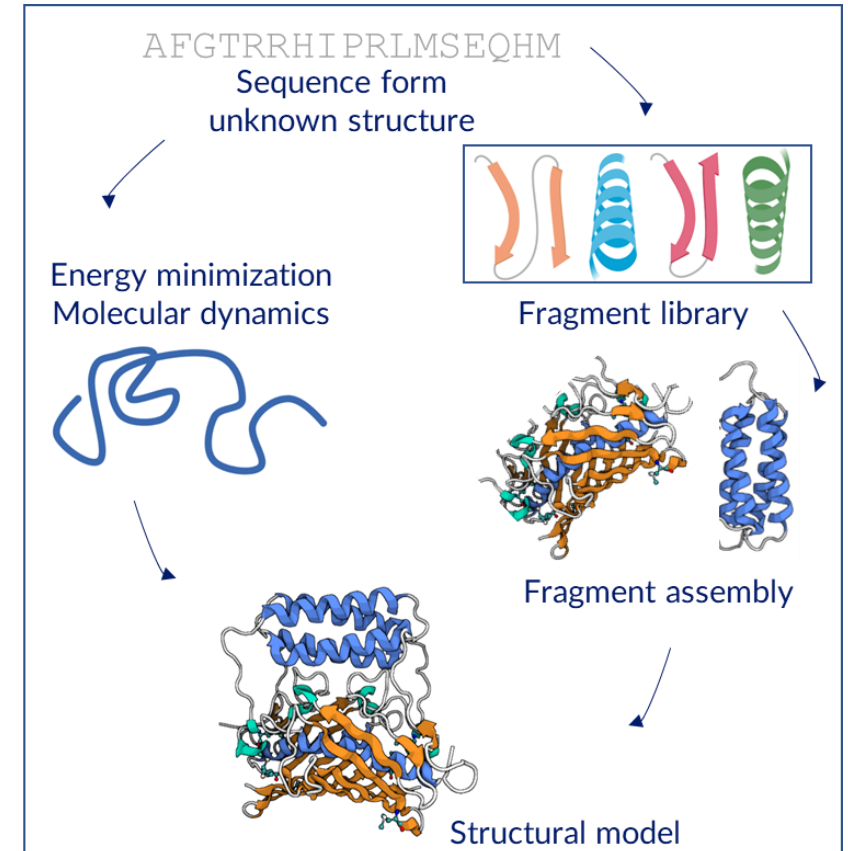 AFGTRRHIPRLMSEQHM
Sequence form
unknown structure
Energy minimization
Molecular dynamics
Fragment library
Fragment assembly
Structural model